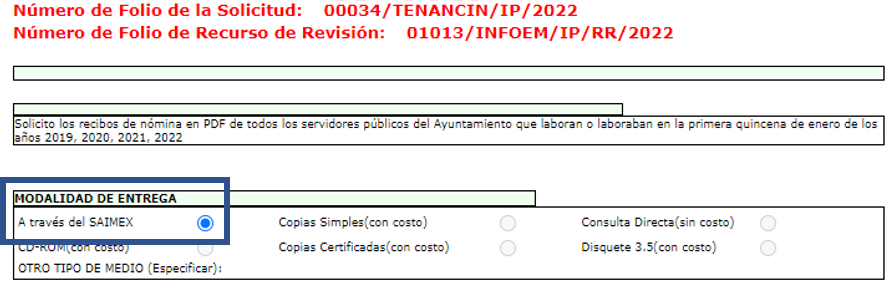 Número de Folio de la Solicitud: 00034/TENANCIN/IP/2022
Número de Folio de Recurso de Revisión: 01013/INFOEM/IP/RR/2022
Solicito los recibos de nómina en PDF de todos los servidores públicos del Ayuntamiento que laboran o laboraban en la primera quincena de enero de los
años 2019, 2020, 2021, 2022
MODALIDAD DE ENTREGA
A través del SAIMEX Copias Simples(con costo) Consulta Directa(sin costo)
CD-ROM(con costo) Copias Certificadas(con costo) Disquete 3.5(con costo)
OTRO TIPO DE MEDIO (Especificar):